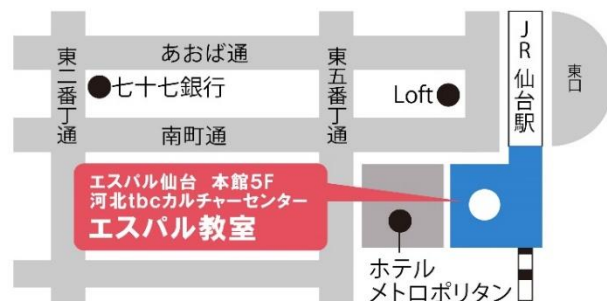 あおば通
東二番丁通
七十七銀行
東五番丁通
Loft
JR仙台駅
東口
南町通
エスパル仙台 本館5F
河北tbcカルチャーセンター
エスパル教室
ホテル
メトロポリタン